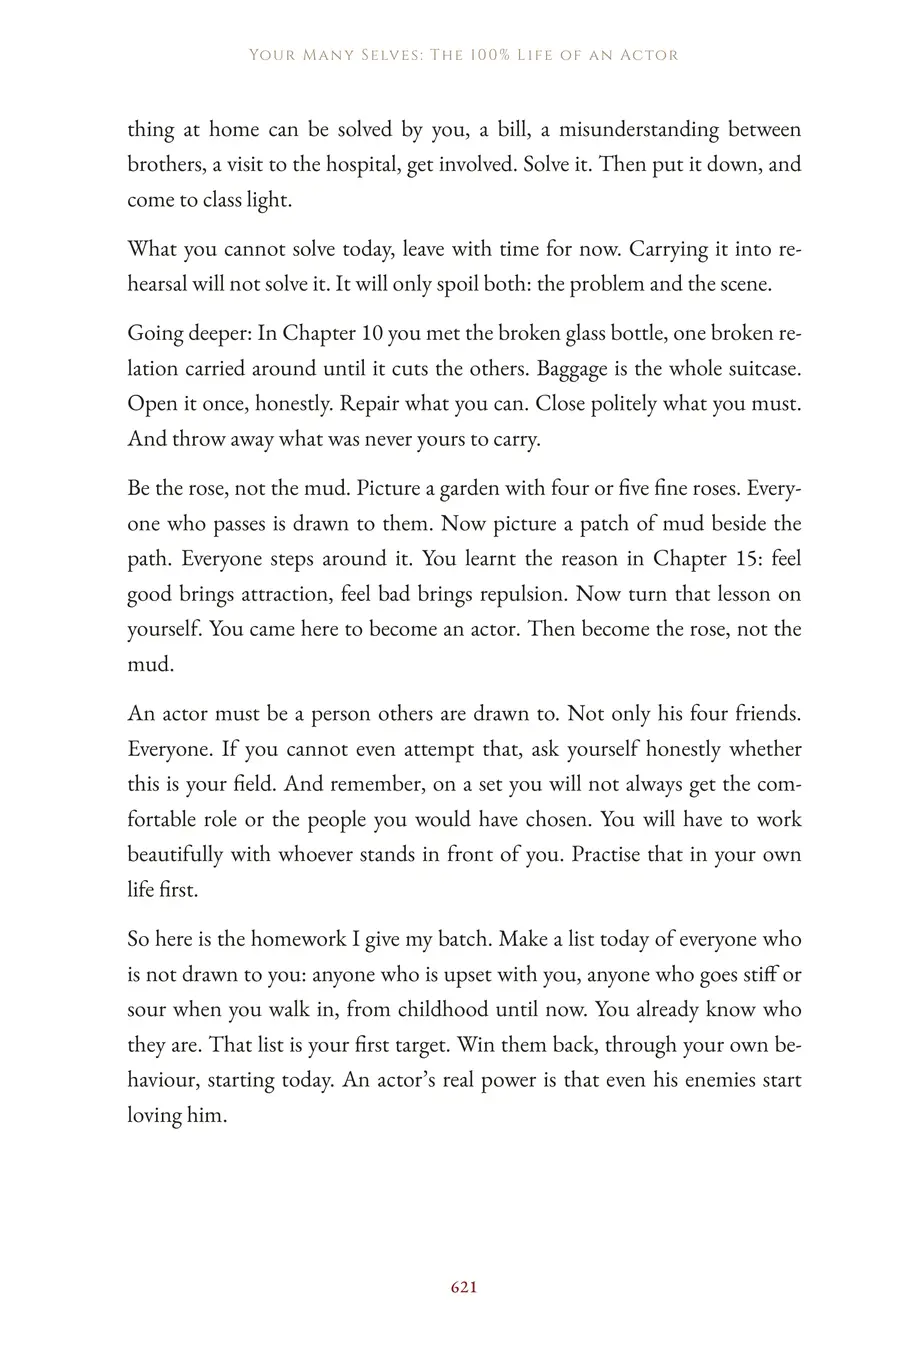 Your Many Selves: The 100% Life of an Actor
thing at home can be solved by you, a bill, a misunderstanding between
brothers, a visit to the hospital, get involved. Solve it. Then put it down, and
come to class light.
What you cannot solve today, leave with time for now. Carrying it into re-
hearsal will not solve it. It will only spoil both: the problem and the scene.
Going deeper: In Chapter 10 you met the broken glass bottle, one broken re-
lation carried around until it cuts the others. Baggage is the whole suitcase.
Open it once, honestly. Repair what you can. Close politely what you must.
And throw away what was never yours to carry.
Be the rose, not the mud. Picture a garden with four or five fine roses. Every-
one who passes is drawn to them. Now picture a patch of mud beside the
path. Everyone steps around it. You learnt the reason in Chapter 15: feel
good brings attraction, feel bad brings repulsion. Now turn that lesson on
yourself. You came here to become an actor. Then become the rose, not the
mud.
An actor must be a person others are drawn to. Not only his four friends.
Everyone. If you cannot even attempt that, ask yourself honestly whether
this is your field. And remember, on a set you will not always get the com-
fortable role or the people you would have chosen. You will have to work
beautifully with whoever stands in front of you. Practise that in your own
life first.
So here is the homework I give my batch. Make a list today of everyone who
is not drawn to you: anyone who is upset with you, anyone who goes stiff or
sour when you walk in, from childhood until now. You already know who
they are. That list is your first target. Win them back, through your own be-
haviour, starting today. An actor’s real power is that even his enemies start
loving him.
621